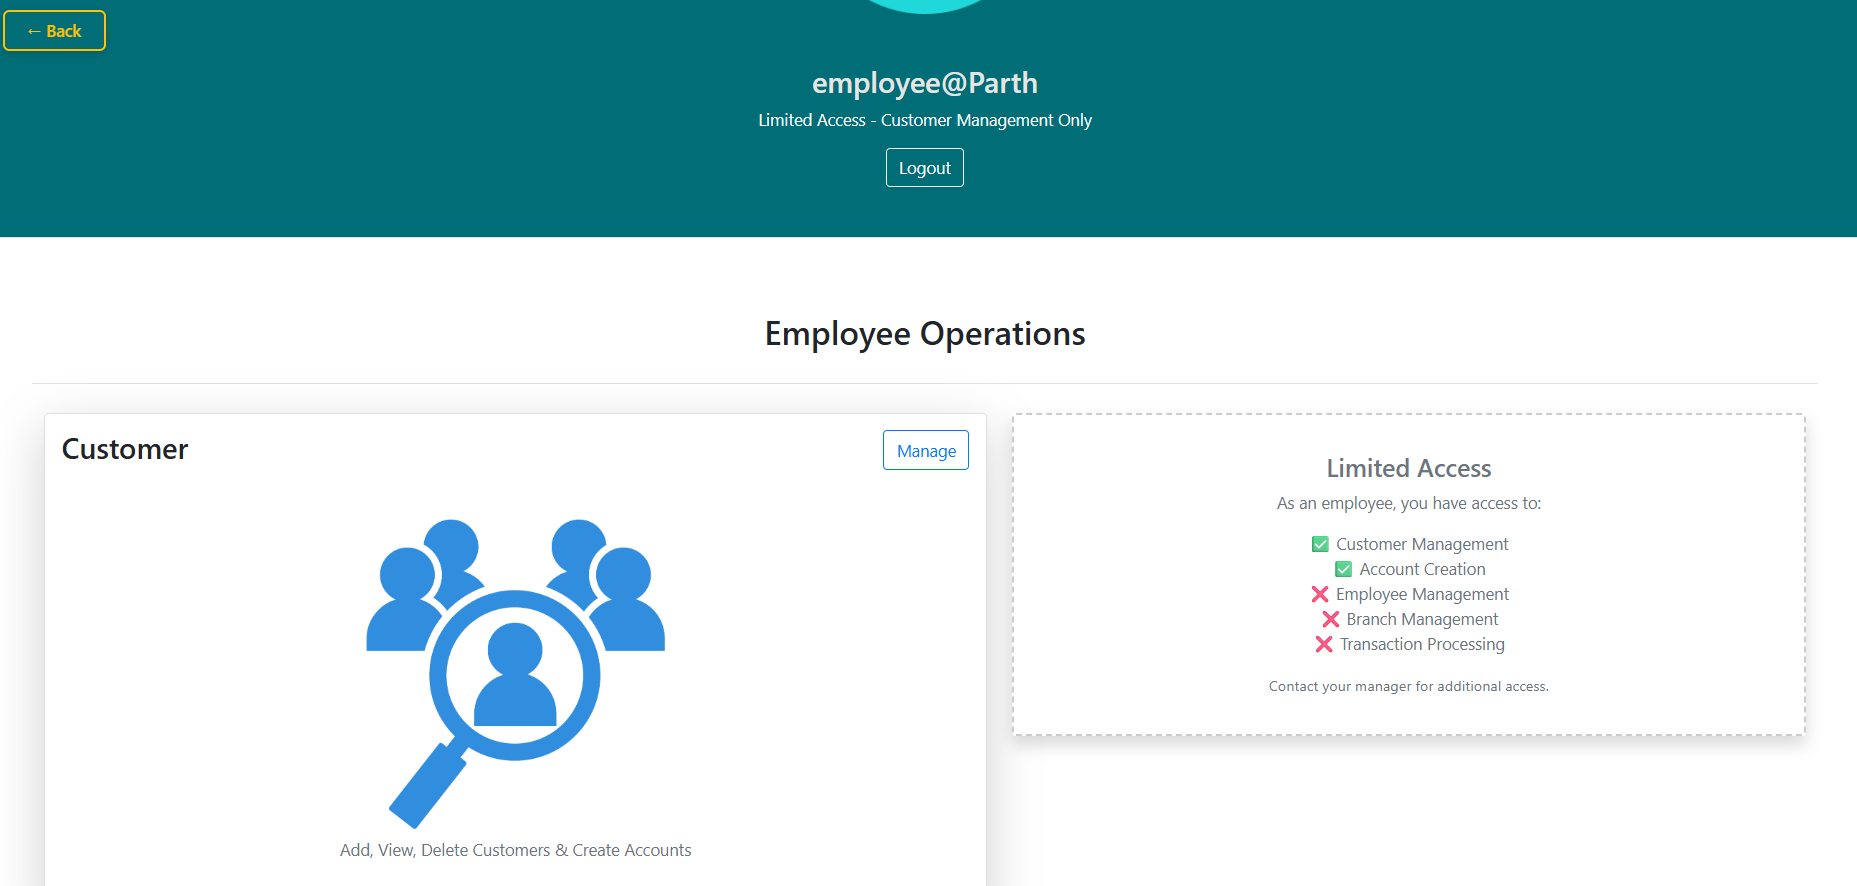 ← Back
employee@Parth
Limited Access - Customer Management Only
Logout
Employee Operations
Customer
Manage
Add, View, Delete Customers & Create Accounts
Limited Access
As an employee, you have access to:
✅ Customer Management
✅ Account Creation
❌ Employee Management
❌ Branch Management
❌ Transaction Processing
Contact your manager for additional access.